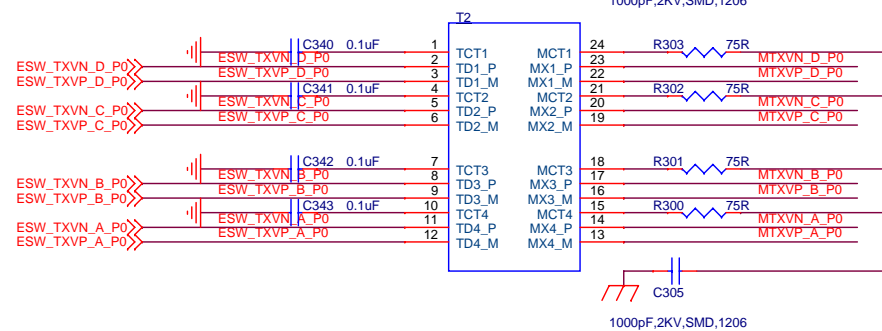 1000pF,2KV,SMD,1206
T2
C340 0.1uF 1 TCT1 MCT1 24 R303 75R
ESW_TXVN_D_P0 ESW_TXVN_D_P0 2 TD1_P MX1_P 23 MTXVN_D_P0
ESW_TXVP_D_P0 ESW_TXVP_D_P0 3 TD1_M MX1_M 22 MTXVP_D_P0
C341 0.1uF 4 TCT2 MCT2 21 R302 75R
ESW_TXVN_C_P0 ESW_TXVN_C_P0 5 TD2_P MX2_P 20 MTXVN_C_P0
ESW_TXVP_C_P0 ESW_TXVP_C_P0 6 TD2_M MX2_M 19 MTXVP_C_P0
C342 0.1uF 7 TCT3 MCT3 18 R301 75R
ESW_TXVN_B_P0 ESW_TXVN_B_P0 8 TD3_P MX3_P 17 MTXVN_B_P0
ESW_TXVP_B_P0 ESW_TXVP_B_P0 9 TD3_M MX3_M 16 MTXVP_B_P0
C343 0.1uF 10 TCT4 MCT4 15 R300 75R
ESW_TXVN_A_P0 ESW_TXVN_A_P0 11 TD4_P MX4_P 14 MTXVN_A_P0
ESW_TXVP_A_P0 ESW_TXVP_A_P0 12 TD4_M MX4_M 13 MTXVP_A_P0
C305
1000pF,2KV,SMD,1206